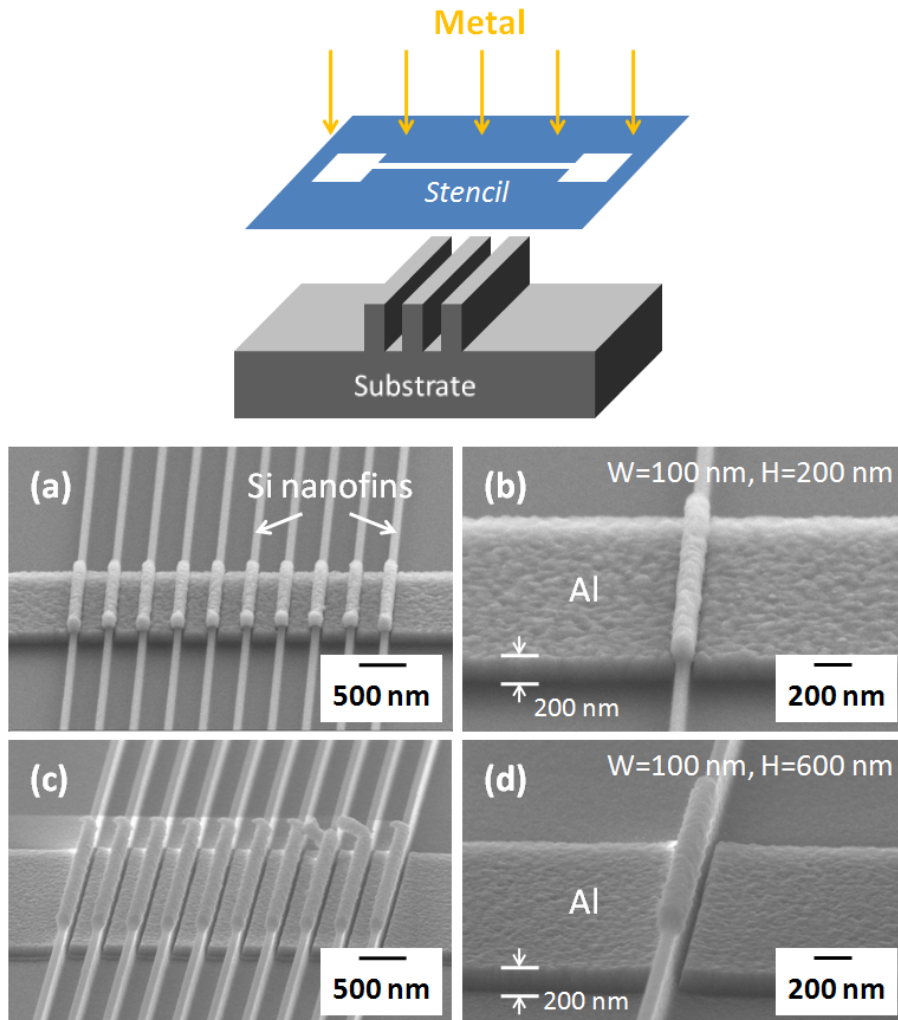 Metal
Stencil
Substrate
(a)
Si nanofins
500 nm
(b)
W=100 nm, H=200 nm
Al
200 nm
200 nm
(c)
500 nm
(d)
W=100 nm, H=600 nm
Al
200 nm
200 nm